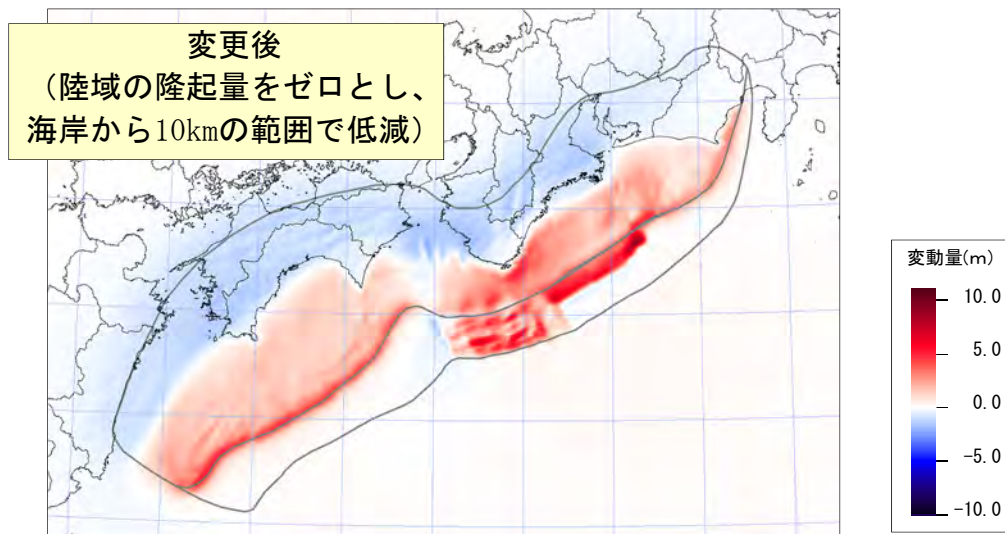 変更後
（陸域の隆起量をゼロとし、
海岸から10kmの範囲で低減）
変動量(m)
10.0
5.0
0.0
-5.0
-10.0